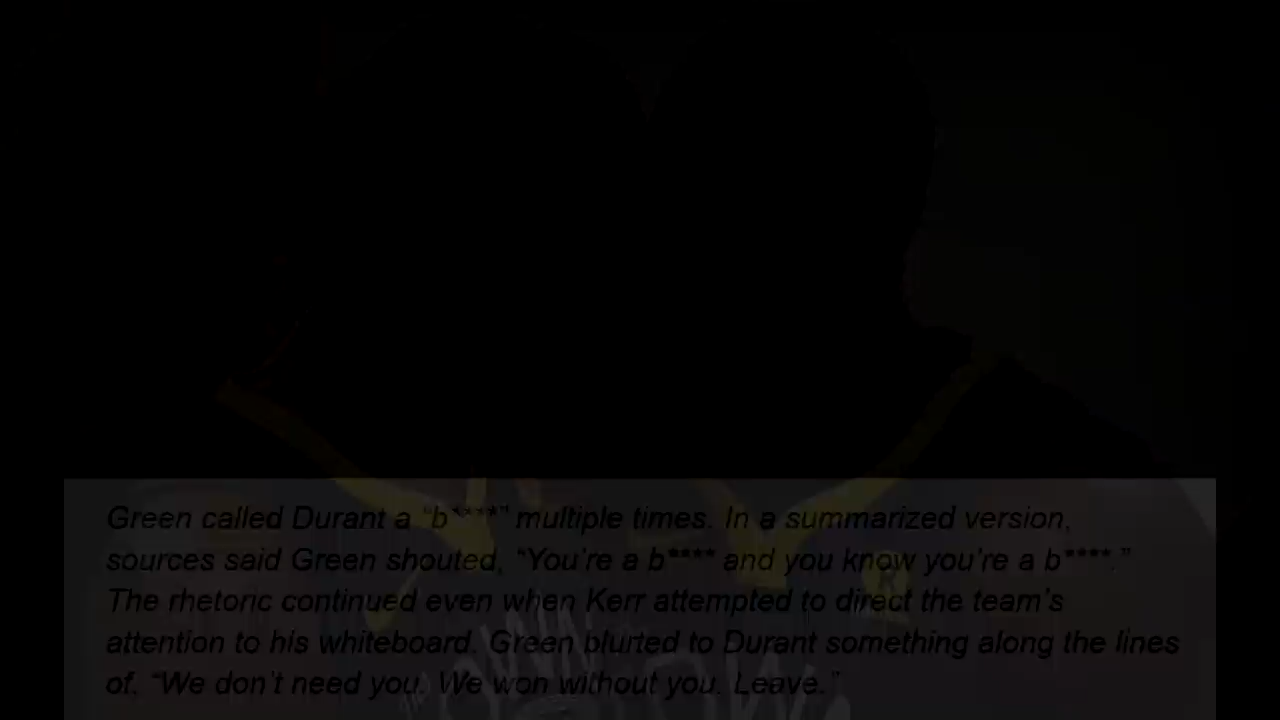 Green called Durant a “b****” multiple times. In a summarized version,
sources said Green shouted, “You’re a b**** and you know you’re a b****.”
The rhetoric continued even when Kerr attempted to direct the team’s
attention to his whiteboard. Green blurted to Durant something along the lines
of, “We don’t need you. We won without you. Leave.”